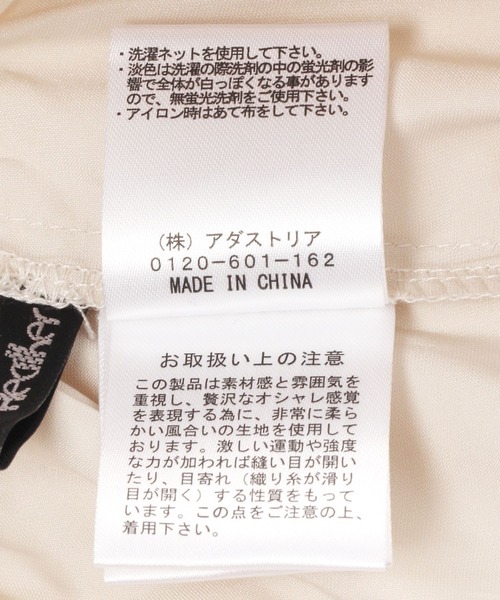 ・洗濯ネットを使用して下さい。
・淡色は洗濯の際洗剤の中の蛍光剤の影
響で全体が白っぽくなる事があります
ので、無蛍光洗剤をご使用下さい。
・アイロン時はあて布をして下さい。
(株) アダストリア
0120-601-162
MADE IN CHINA
Heather
お取扱い上の注意
この製品は素材感と雰囲気を
重視し、贅沢なオシャレ感覚
を表現する為に、非常に柔ら
かい風合いの生地を使用して
おります。激しい運動や強度
な力が加われば縫い目が開い
たり、目寄れ(織り糸が滑り
目が開く)する性質をもって
います。この点をご注意の上、
着用下さい。